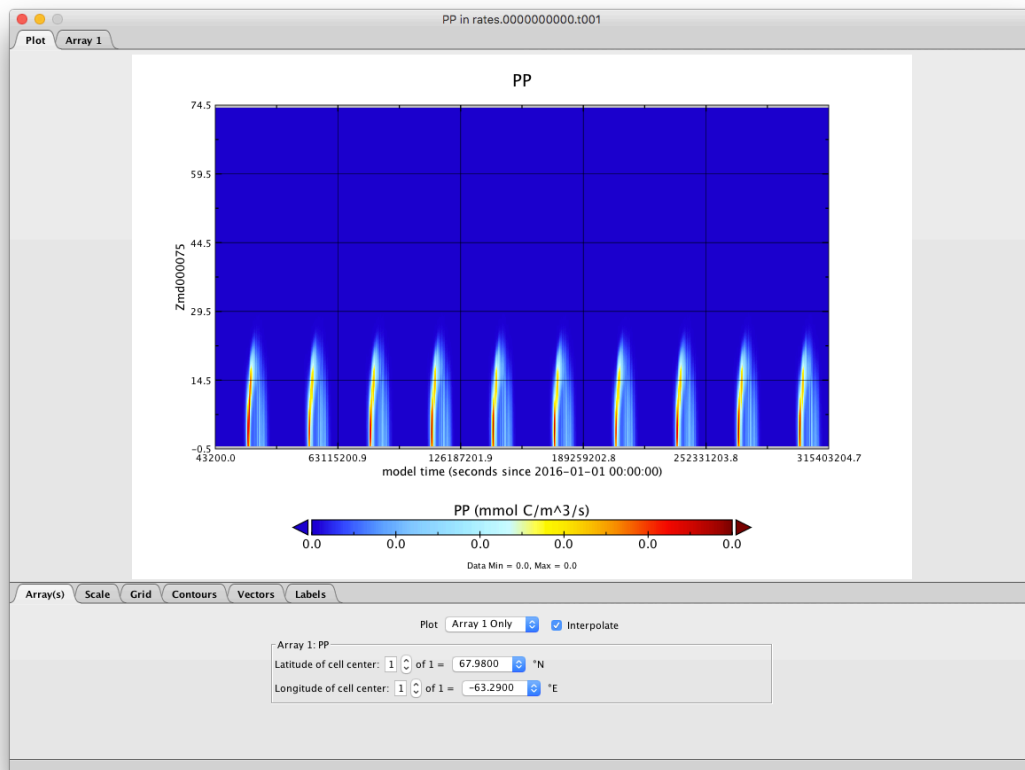 PP in rates.0000000000.t001
Plot Array 1
PP
74.5
59.5
44.5
29.5
14.5
-0.5
Zmd000075
43200.0 63115200.9 126187201.9 189259202.8 252331203.8 315403204.7
model time (seconds since 2016-01-01 00:00:00)
PP (mmol C/m^3/s)
0.0 0.0 0.0 0.0 0.0 0.0
Data Min = 0.0, Max = 0.0
Array(s) Scale Grid Contours Vectors Labels
Plot Array 1 Only Interpolate
Array 1: PP
Latitude of cell center: 1 of 1 = 67.9800 °N
Longitude of cell center: 1 of 1 = -63.2900 °E